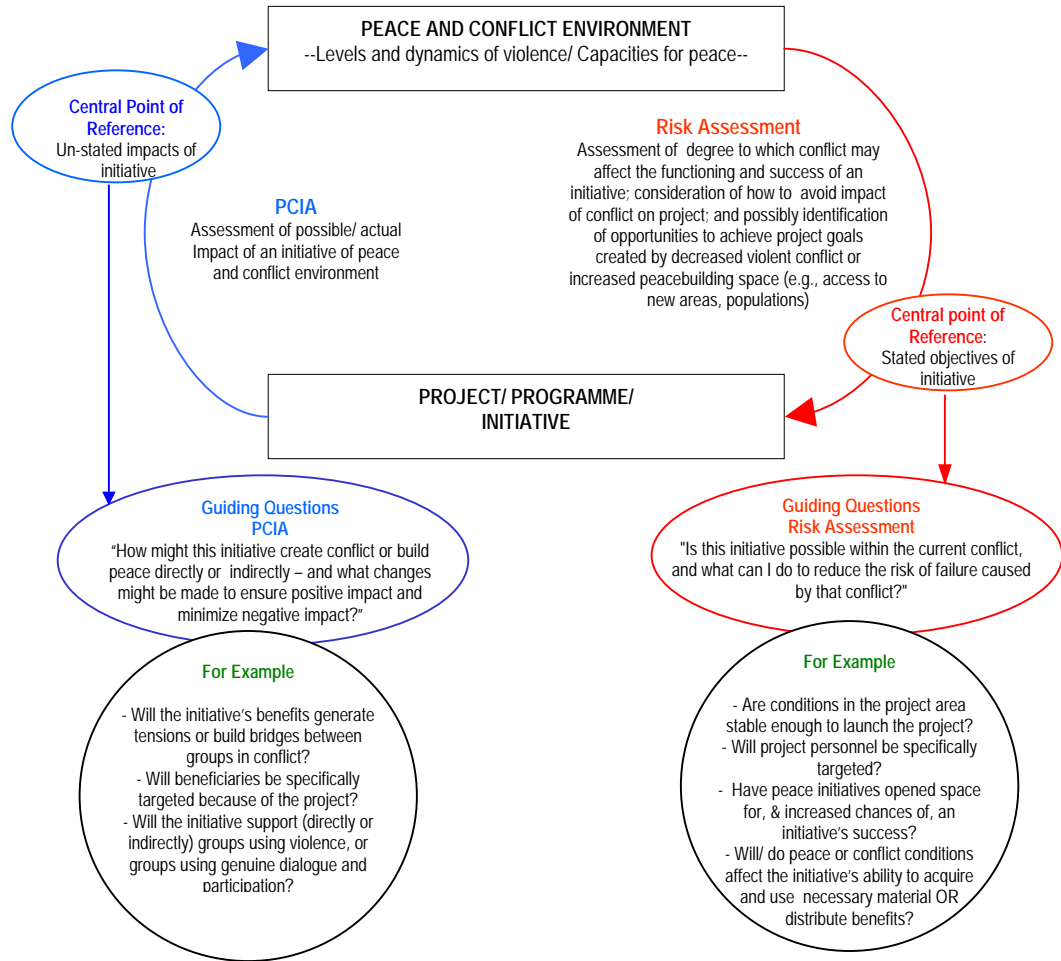 PEACE AND CONFLICT ENVIRONMENT
--Levels and dynamics of violence/ Capacities for peace--
Central Point of
Reference:
Un-stated impacts of
initiative
Risk Assessment
Assessment of degree to which conflict may
affect the functioning and success of an
initiative; consideration of how to avoid impact
of conflict on project; and possibly identification
of opportunities to achieve project goals
created by decreased violent conflict or
increased peacebuilding space (e.g., access to
new areas, populations)
PCIA
Assessment of possible/ actual
Impact of an initiative of peace
and conflict environment
Central point of
Reference:
Stated objectives of
initiative
PROJECT/ PROGRAMME/
INITIATIVE
Guiding Questions
PCIA
“How might this initiative create conflict or build
peace directly or indirectly – and what changes
might be made to ensure positive impact and
minimize negative impact?”
Guiding Questions
Risk Assessment
"Is this initiative possible within the current conflict,
and what can I do to reduce the risk of failure caused
by that conflict?"
For Example
- Will the initiative’s benefits generate
tensions or build bridges between
groups in conflict?
- Will beneficiaries be specifically
targeted because of the project?
- Will the initiative support (directly or
indirectly) groups using violence, or
groups using genuine dialogue and
participation?
For Example
- Are conditions in the project area
stable enough to launch the project?
- Will project personnel be specifically
targeted?
- Have peace initiatives opened space
for, & increased chances of, an
initiative’s success?
- Will/ do peace or conflict conditions
affect the initiative’s ability to acquire
and use necessary material OR
distribute benefits?